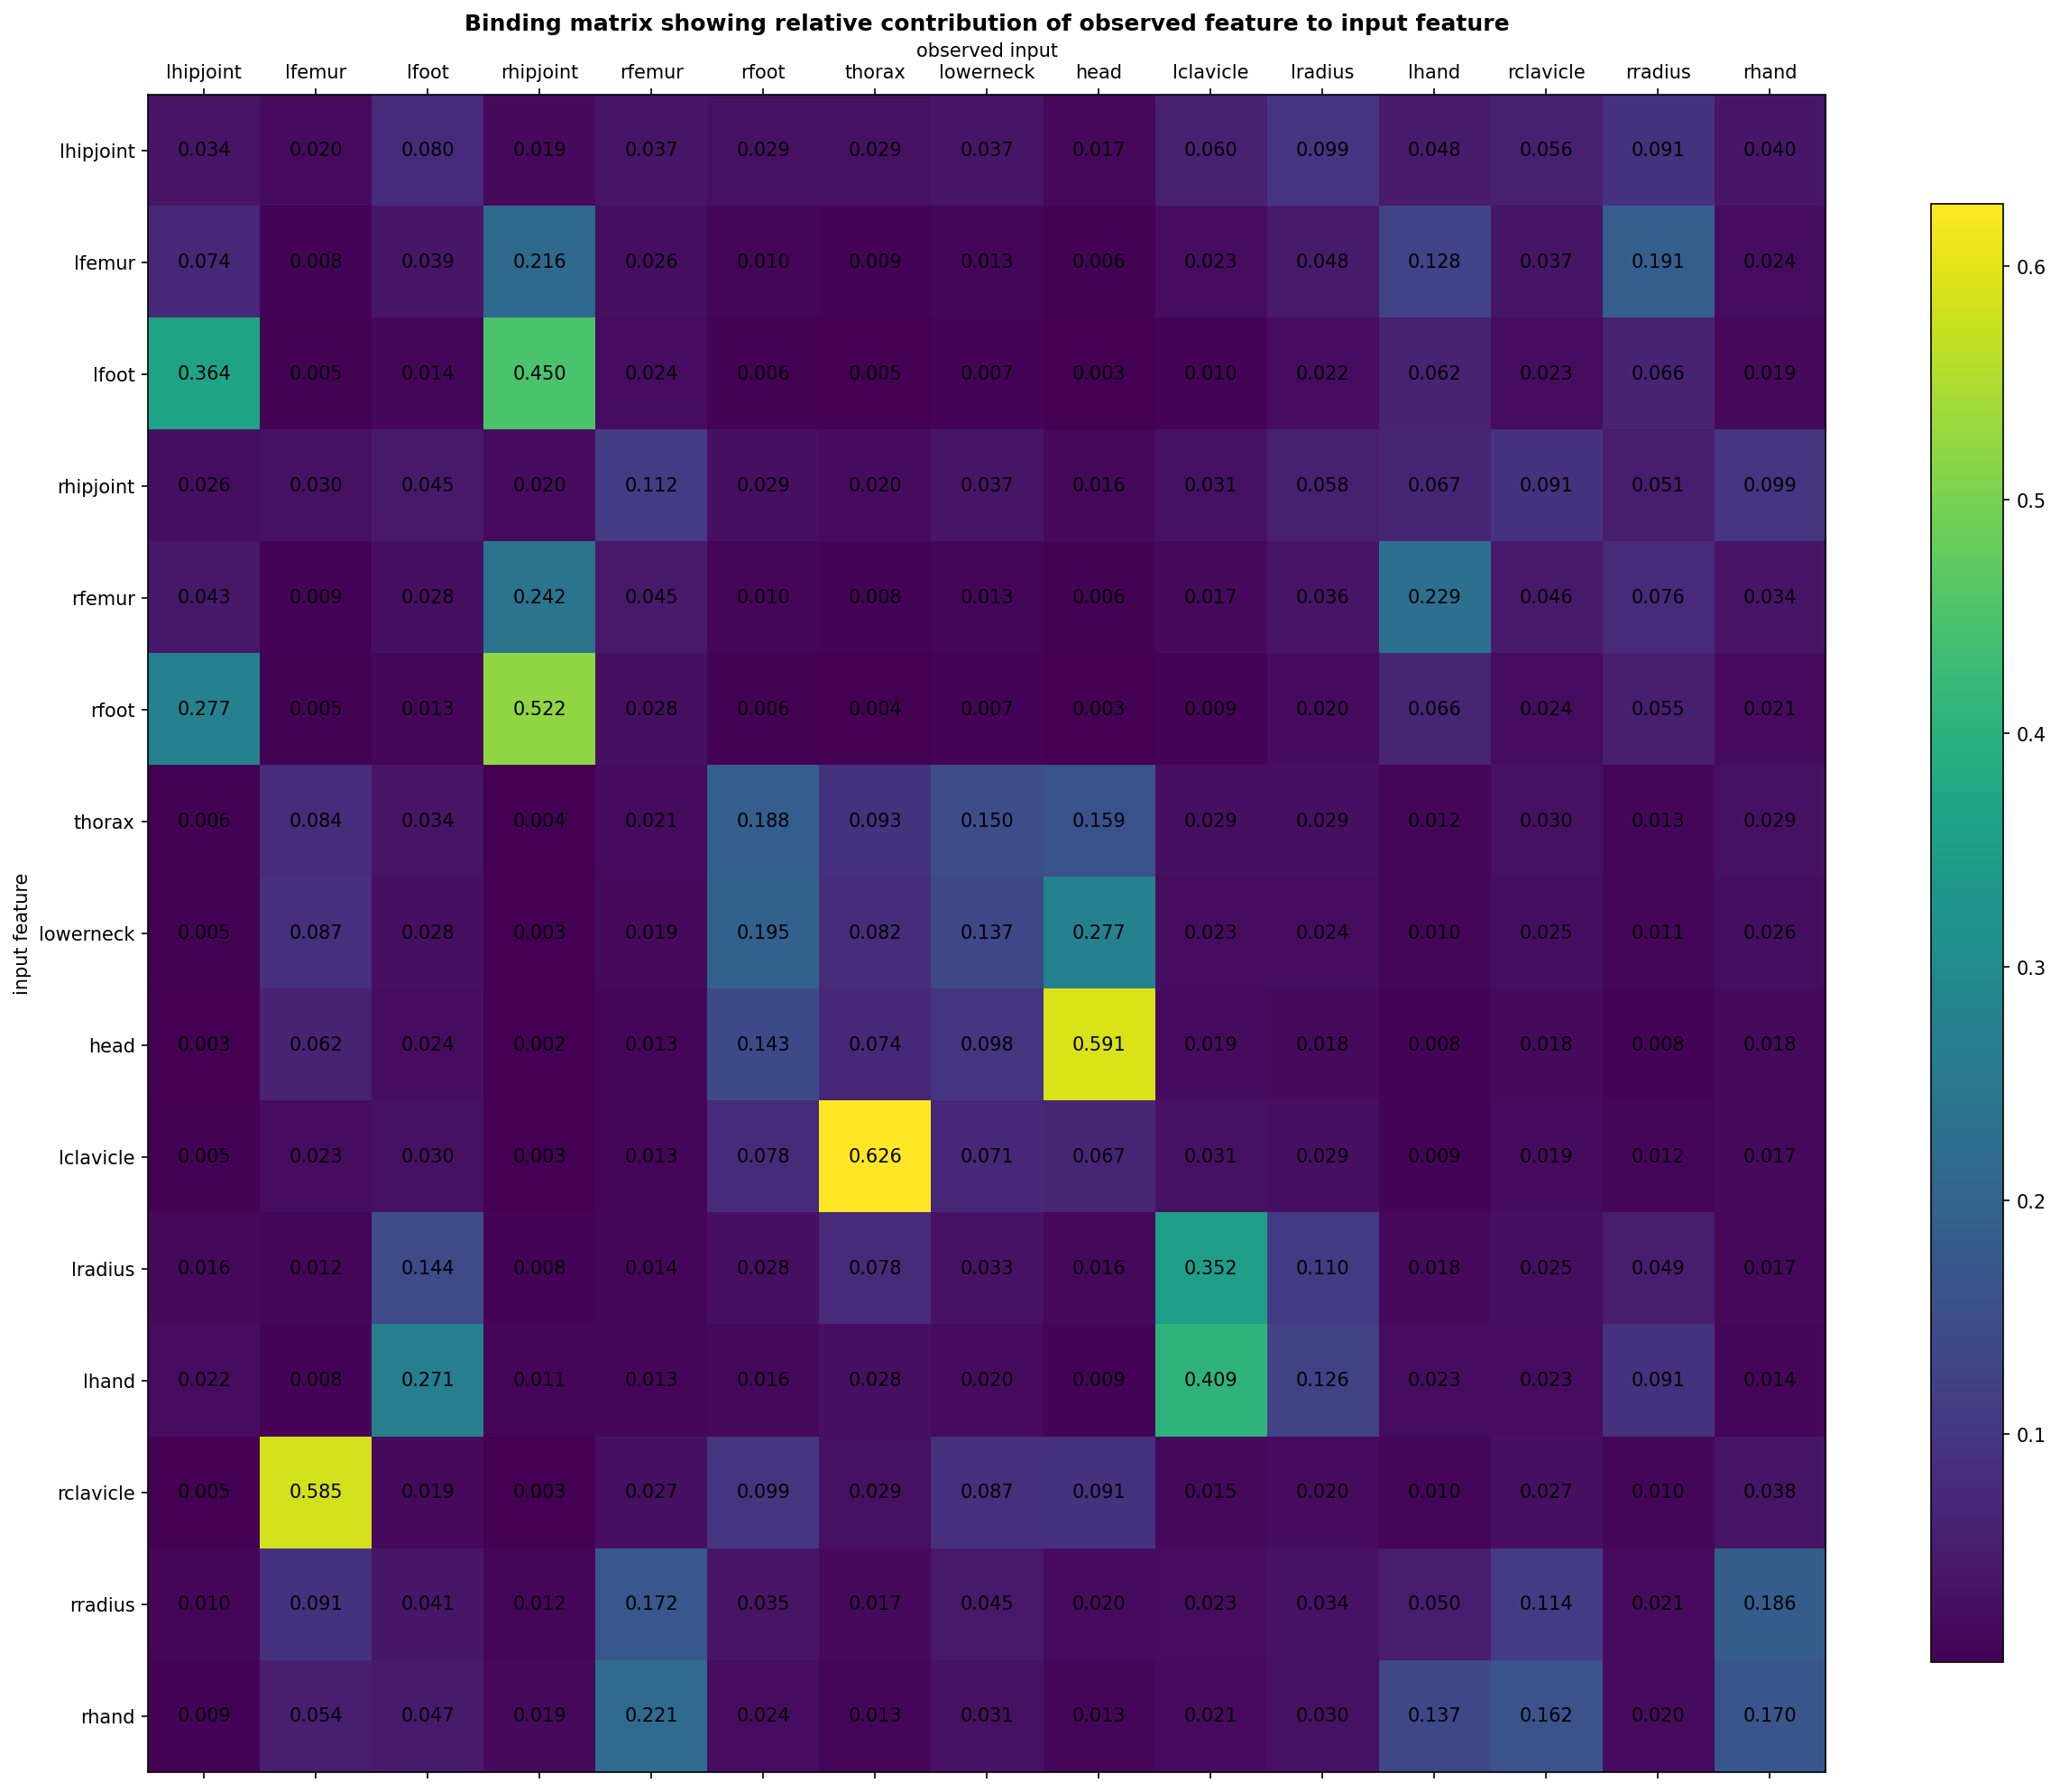 Binding matrix showing relative contribution of observed feature to input feature
observed input
lhipjoint lfemur lfoot rhipjoint rfemur rfoot thorax lowerneck head lclavicle lradius lhand rclavicle rradius rhand
lhipjoint 0.034 0.020 0.080 0.019 0.037 0.029 0.029 0.037 0.017 0.060 0.099 0.048 0.056 0.091 0.040
lfemur 0.074 0.008 0.039 0.216 0.026 0.010 0.009 0.013 0.006 0.023 0.048 0.128 0.037 0.191 0.024
0.6
lfoot 0.364 0.005 0.014 0.450 0.024 0.006 0.005 0.007 0.003 0.010 0.022 0.062 0.023 0.066 0.019
rhipjoint 0.026 0.030 0.045 0.020 0.112 0.029 0.020 0.037 0.016 0.031 0.058 0.067 0.091 0.051 0.099
0.5
rfemur 0.043 0.009 0.028 0.242 0.045 0.010 0.008 0.013 0.006 0.017 0.036 0.229 0.046 0.076 0.034
rfoot 0.277 0.005 0.013 0.522 0.028 0.006 0.004 0.007 0.003 0.009 0.020 0.066 0.024 0.055 0.021
0.4
thorax 0.006 0.084 0.034 0.004 0.021 0.188 0.093 0.150 0.159 0.029 0.029 0.012 0.030 0.013 0.029
input feature
lowerneck 0.005 0.087 0.028 0.003 0.019 0.195 0.082 0.137 0.277 0.023 0.024 0.010 0.025 0.011 0.026
0.3
head 0.003 0.062 0.024 0.002 0.013 0.143 0.074 0.098 0.591 0.019 0.018 0.008 0.018 0.008 0.018
lclavicle 0.005 0.023 0.030 0.003 0.013 0.078 0.626 0.071 0.067 0.031 0.029 0.009 0.019 0.012 0.017
0.2
lradius 0.016 0.012 0.144 0.008 0.014 0.028 0.078 0.033 0.016 0.352 0.110 0.018 0.025 0.049 0.017
lhand 0.022 0.008 0.271 0.011 0.013 0.016 0.028 0.020 0.009 0.409 0.126 0.023 0.023 0.091 0.014
0.1
rclavicle 0.005 0.585 0.019 0.003 0.027 0.099 0.029 0.087 0.091 0.015 0.020 0.010 0.027 0.010 0.038
rradius 0.010 0.091 0.041 0.012 0.172 0.035 0.017 0.045 0.020 0.023 0.034 0.050 0.114 0.021 0.186
rhand 0.009 0.054 0.047 0.019 0.221 0.024 0.013 0.031 0.013 0.021 0.030 0.137 0.162 0.020 0.170